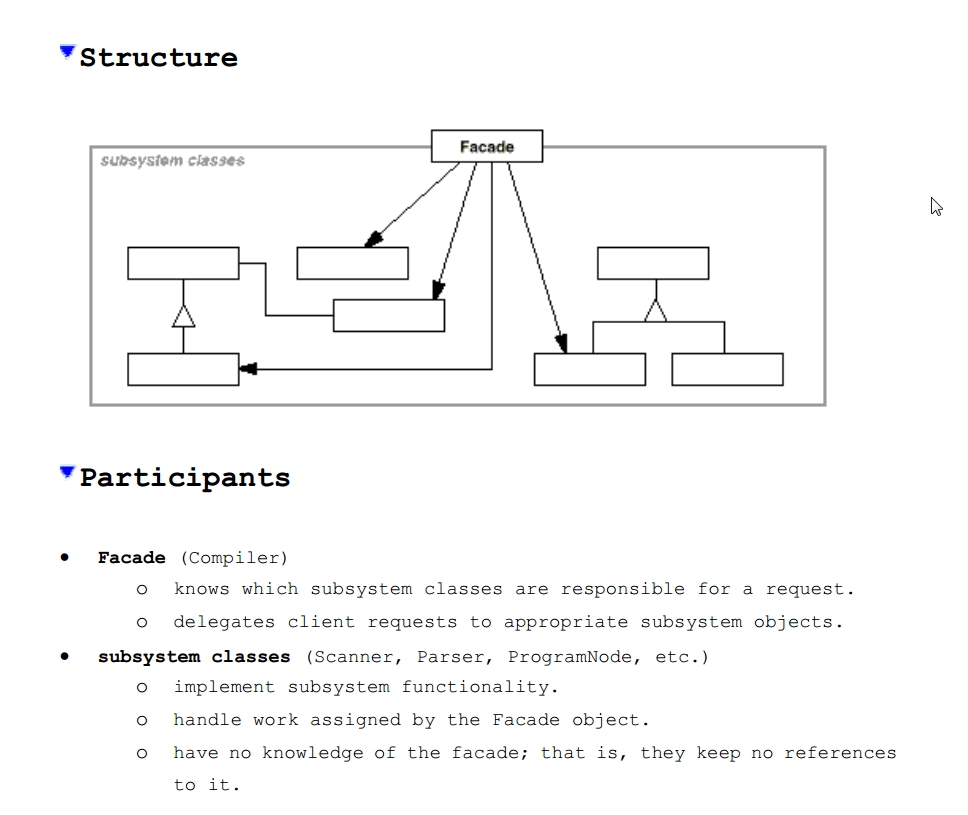 Structure
Facade
subsystem classes
Participants
• Facade (Compiler)
o knows which subsystem classes are responsible for a request.
o delegates client requests to appropriate subsystem objects.
• subsystem classes (Scanner, Parser, ProgramNode, etc.)
o implement subsystem functionality.
o handle work assigned by the Facade object.
o have no knowledge of the facade; that is, they keep no references
to it.